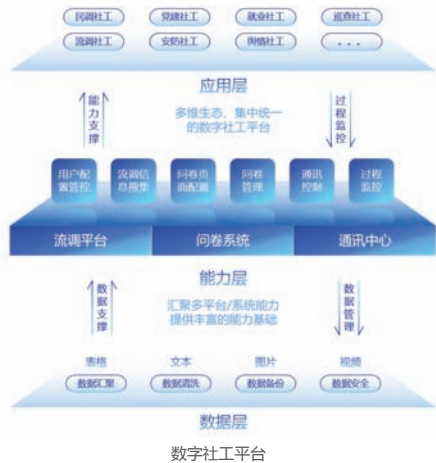 民调社工 党建社工 就业社工 巡查社工
流调社工 安防社工 舆情社工 ···
应用层
能力支撑
多维生态、集中统一
的数字社工平台
过程监控
用户配置管控 流调信息搜集 问卷页面配置 问卷管理 通讯控制 过程监控
流调平台 问卷系统 通讯中心
能力层
数据支撑
汇聚多平台/系统能力
提供丰富的能力基础
数据管理
表格 文本 图片 视频
数据汇聚 数据清洗 数据备份 数据安全
数据层
数字社工平台